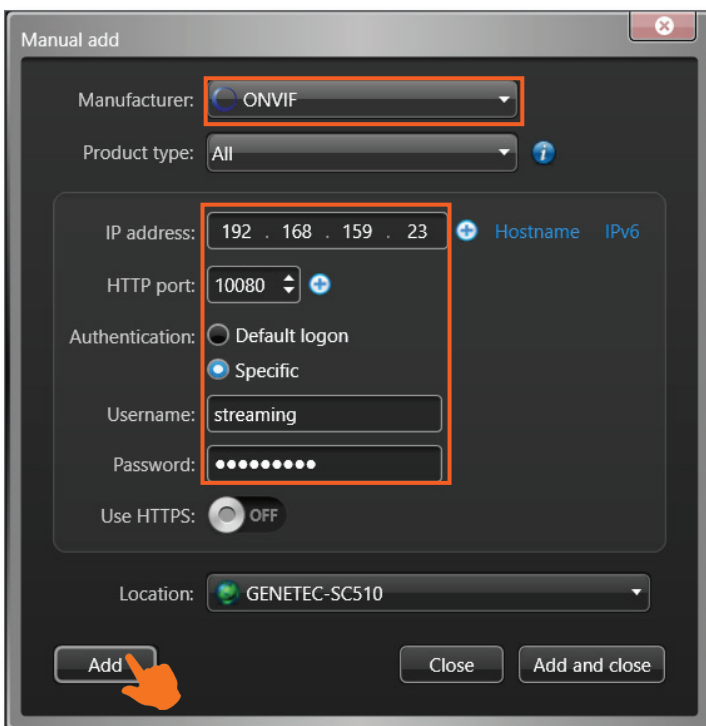 Manual add
Manufacturer: ONVIF
Product type: All
IP address: 192 . 168 . 159 . 23 Hostname IPv6
HTTP port: 10080
Authentication: Default logon
Specific
Username: streaming
Password: •••••••••
Use HTTPS: OFF
Location: GENETEC-SC510
Add Close Add and close